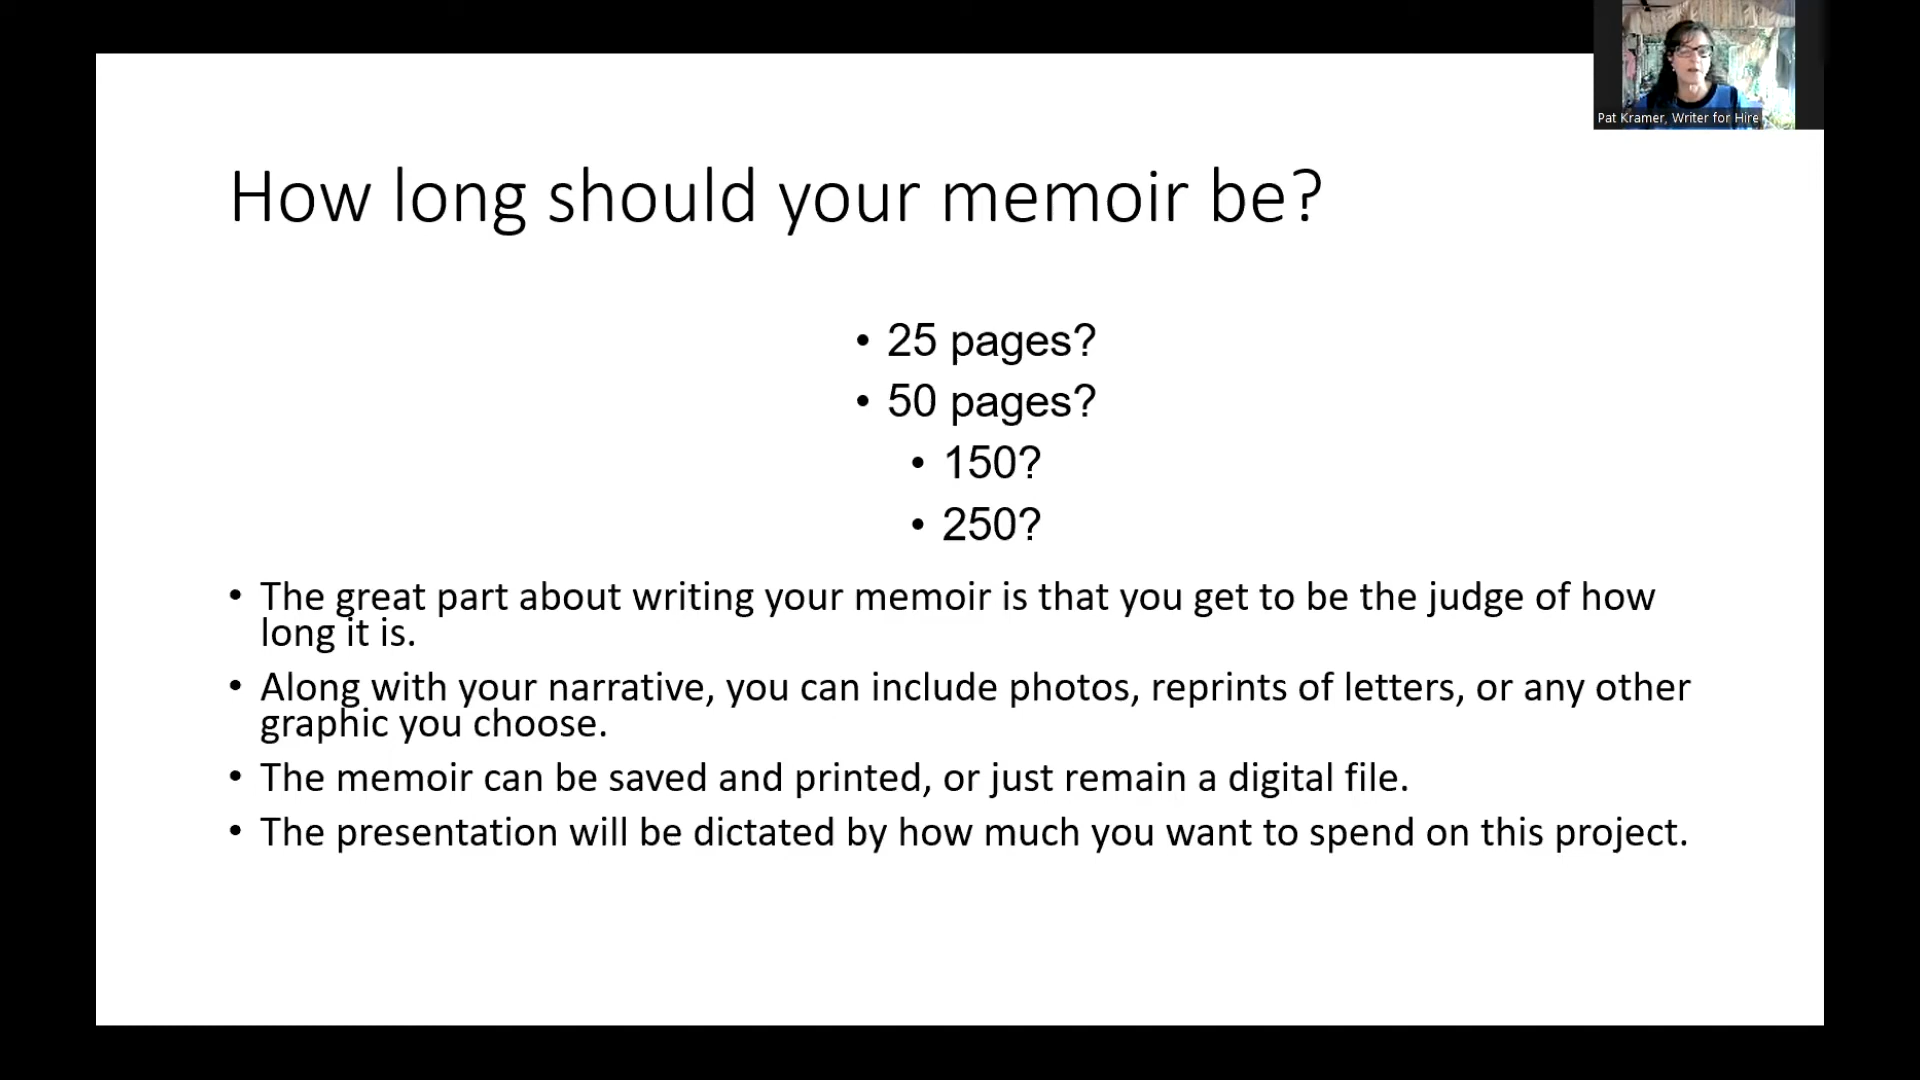 Pat Kramer, Writer for Hire
How long should your memoir be?
• 25 pages?
• 50 pages?
• 150?
• 250?
• The great part about writing your memoir is that you get to be the judge of how
long it is.
• Along with your narrative, you can include photos, reprints of letters, or any other
graphic you choose.
• The memoir can be saved and printed, or just remain a digital file.
• The presentation will be dictated by how much you want to spend on this project.